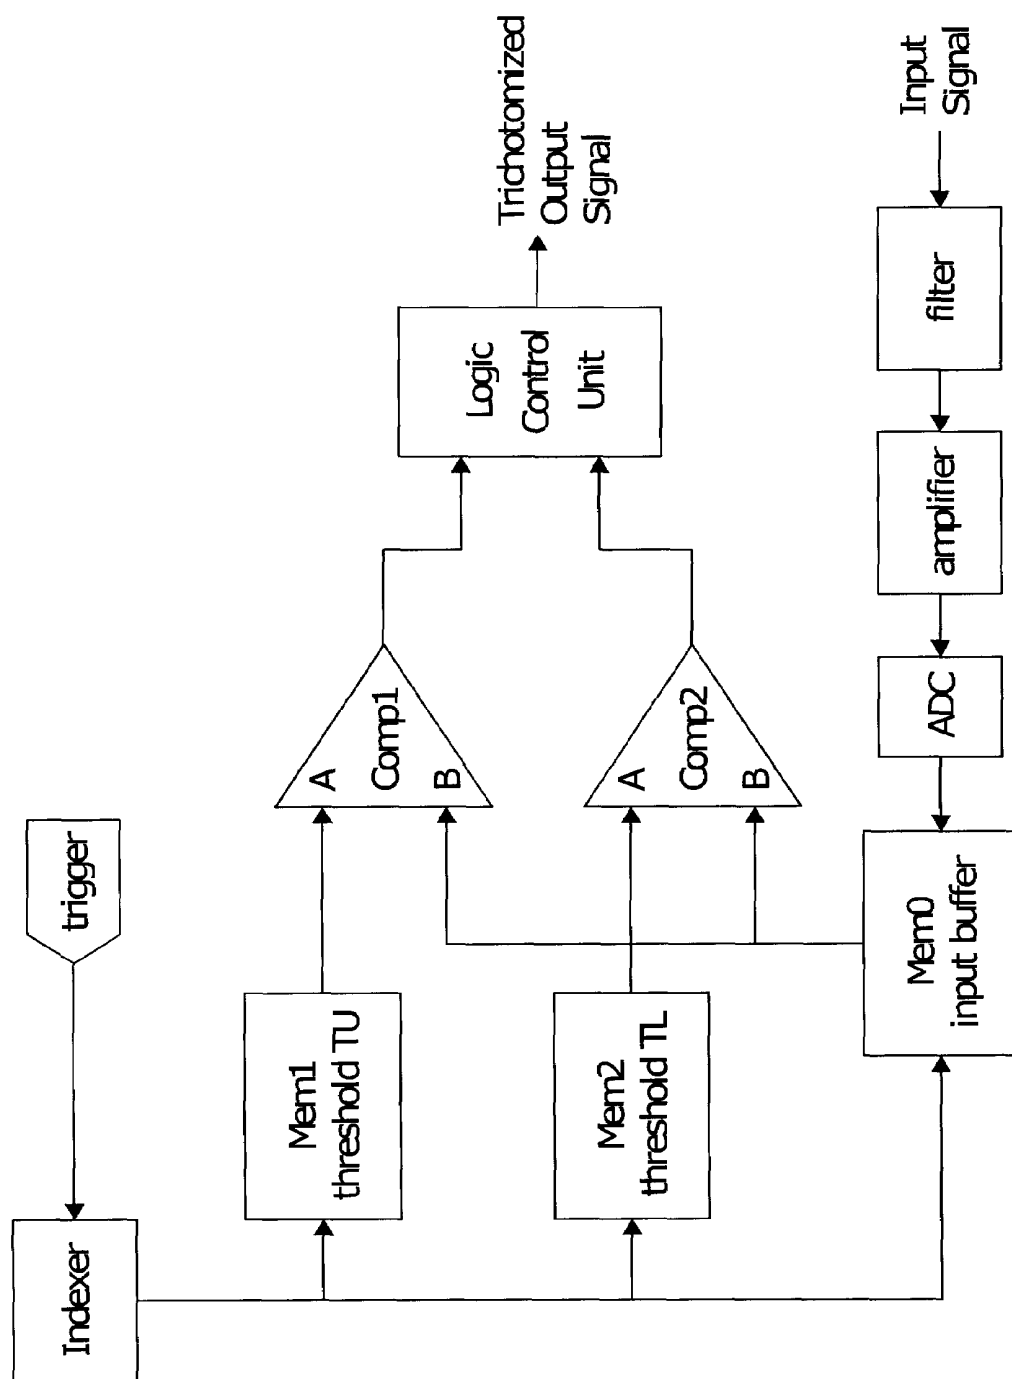 Indexer
trigger
Mem1
threshold TU
A
Comp1
B
Mem2
threshold TL
A
Comp2
B
Logic
Control
Unit
Trichotomized
Output
Signal
Mem0
input buffer
ADC
amplifier
filter
Input
Signal